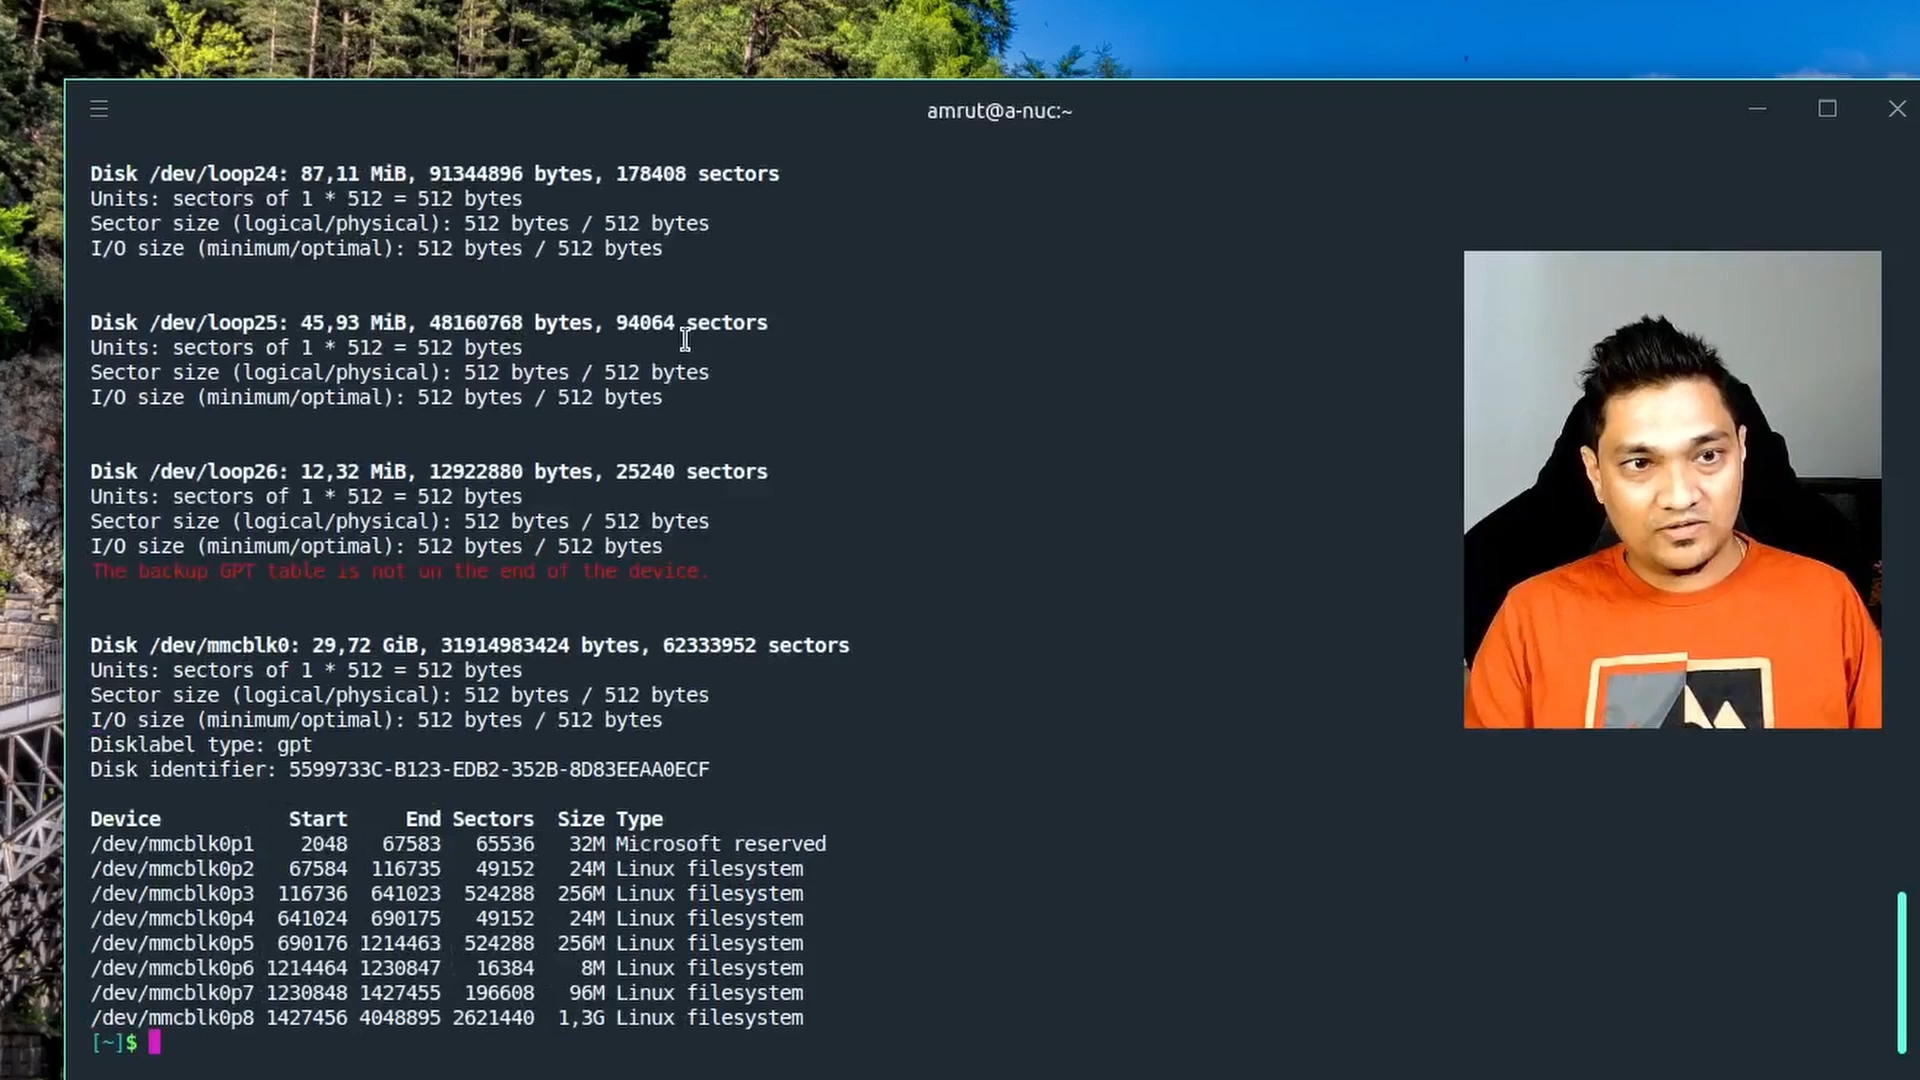 amrut@a-nuc:~
Disk /dev/loop24: 87,11 MiB, 91344896 bytes, 178408 sectors
Units: sectors of 1 * 512 = 512 bytes
Sector size (logical/physical): 512 bytes / 512 bytes
I/O size (minimum/optimal): 512 bytes / 512 bytes
Disk /dev/loop25: 45,93 MiB, 48160768 bytes, 94064 sectors
Units: sectors of 1 * 512 = 512 bytes
Sector size (logical/physical): 512 bytes / 512 bytes
I/O size (minimum/optimal): 512 bytes / 512 bytes
Disk /dev/loop26: 12,32 MiB, 12922880 bytes, 25240 sectors
Units: sectors of 1 * 512 = 512 bytes
Sector size (logical/physical): 512 bytes / 512 bytes
I/O size (minimum/optimal): 512 bytes / 512 bytes
The backup GPT table is not on the end of the device.
Disk /dev/mmcblk0: 29,72 GiB, 31914983424 bytes, 62333952 sectors
Units: sectors of 1 * 512 = 512 bytes
Sector size (logical/physical): 512 bytes / 512 bytes
I/O size (minimum/optimal): 512 bytes / 512 bytes
Disklabel type: gpt
Disk identifier: 5599733C-B123-EDB2-352B-8D83EEAA0ECF
Device Start End Sectors Size Type
/dev/mmcblk0p1 2048 67583 65536 32M Microsoft reserved
/dev/mmcblk0p2 67584 116735 49152 24M Linux filesystem
/dev/mmcblk0p3 116736 641023 524288 256M Linux filesystem
/dev/mmcblk0p4 641024 690175 49152 24M Linux filesystem
/dev/mmcblk0p5 690176 1214463 524288 256M Linux filesystem
/dev/mmcblk0p6 1214464 1230847 16384 8M Linux filesystem
/dev/mmcblk0p7 1230848 1427455 196608 96M Linux filesystem
/dev/mmcblk0p8 1427456 4048895 2621440 1,3G Linux filesystem
[~]$